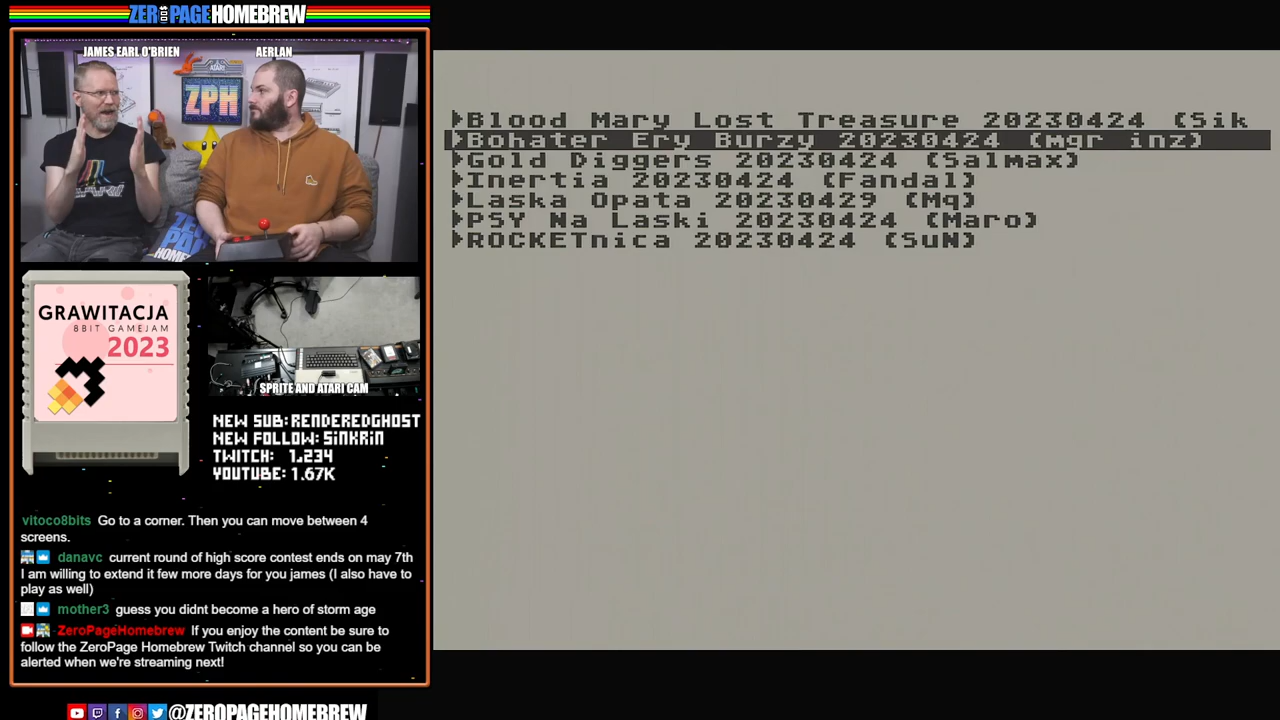 ZEROPAGE HOMEBREW
JAMES EARL O'BRIEN
AERLAN
ATARI
ZPH
ATARI
GRAWITACJA
8BIT GAMEJAM
2023
SPRITE AND ATARI CAM
NEW SUB: RENDEREDGHOST
NEW FOLLOW: SINKRIN
TWITCH: 1,234
YOUTUBE: 1.67K
vitoco8bits Go to a corner. Then you can move between 4
screens.
danavc current round of high score contest ends on may 7th
I am willing to extend it few more days for you james (I also have to
play as well)
mother3 guess you didnt become a hero of storm age
ZeroPageHomebrew If you enjoy the content be sure to
follow the ZeroPage Homebrew Twitch channel so you can be
alerted when we're streaming next!
@ZEROPAGEHOMEBREW
Blood Mary Lost Treasure 20230424 (Sik
Bohater Ery Burzy 20230424 (mgr inz)
Gold Diggers 20230424 (Salmax)
Inertia 20230424 (Fandal)
Laska Opata 20230429 (Mq)
PSY Na Laski 20230424 (Maro)
ROCKETnica 20230424 (SuN)